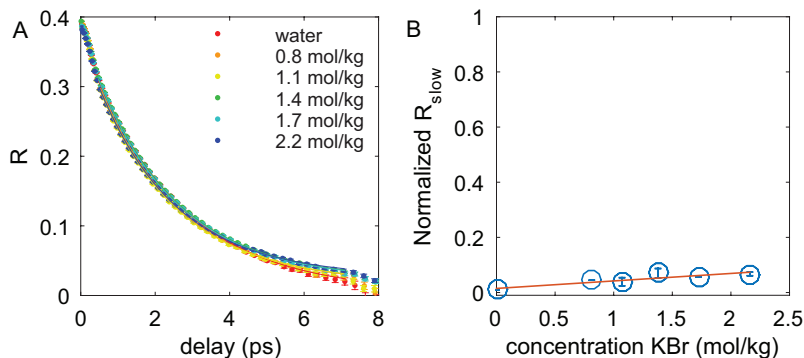 A
0.4
0.3
0.2
0.1
0
R
0 2 4 6 8
delay (ps)
water
0.8 mol/kg
1.1 mol/kg
1.4 mol/kg
1.7 mol/kg
2.2 mol/kg
B
1
0.8
0.6
0.4
0.2
0
Normalized R_slow
0 0.5 1 1.5 2 2.5
concentration KBr (mol/kg)